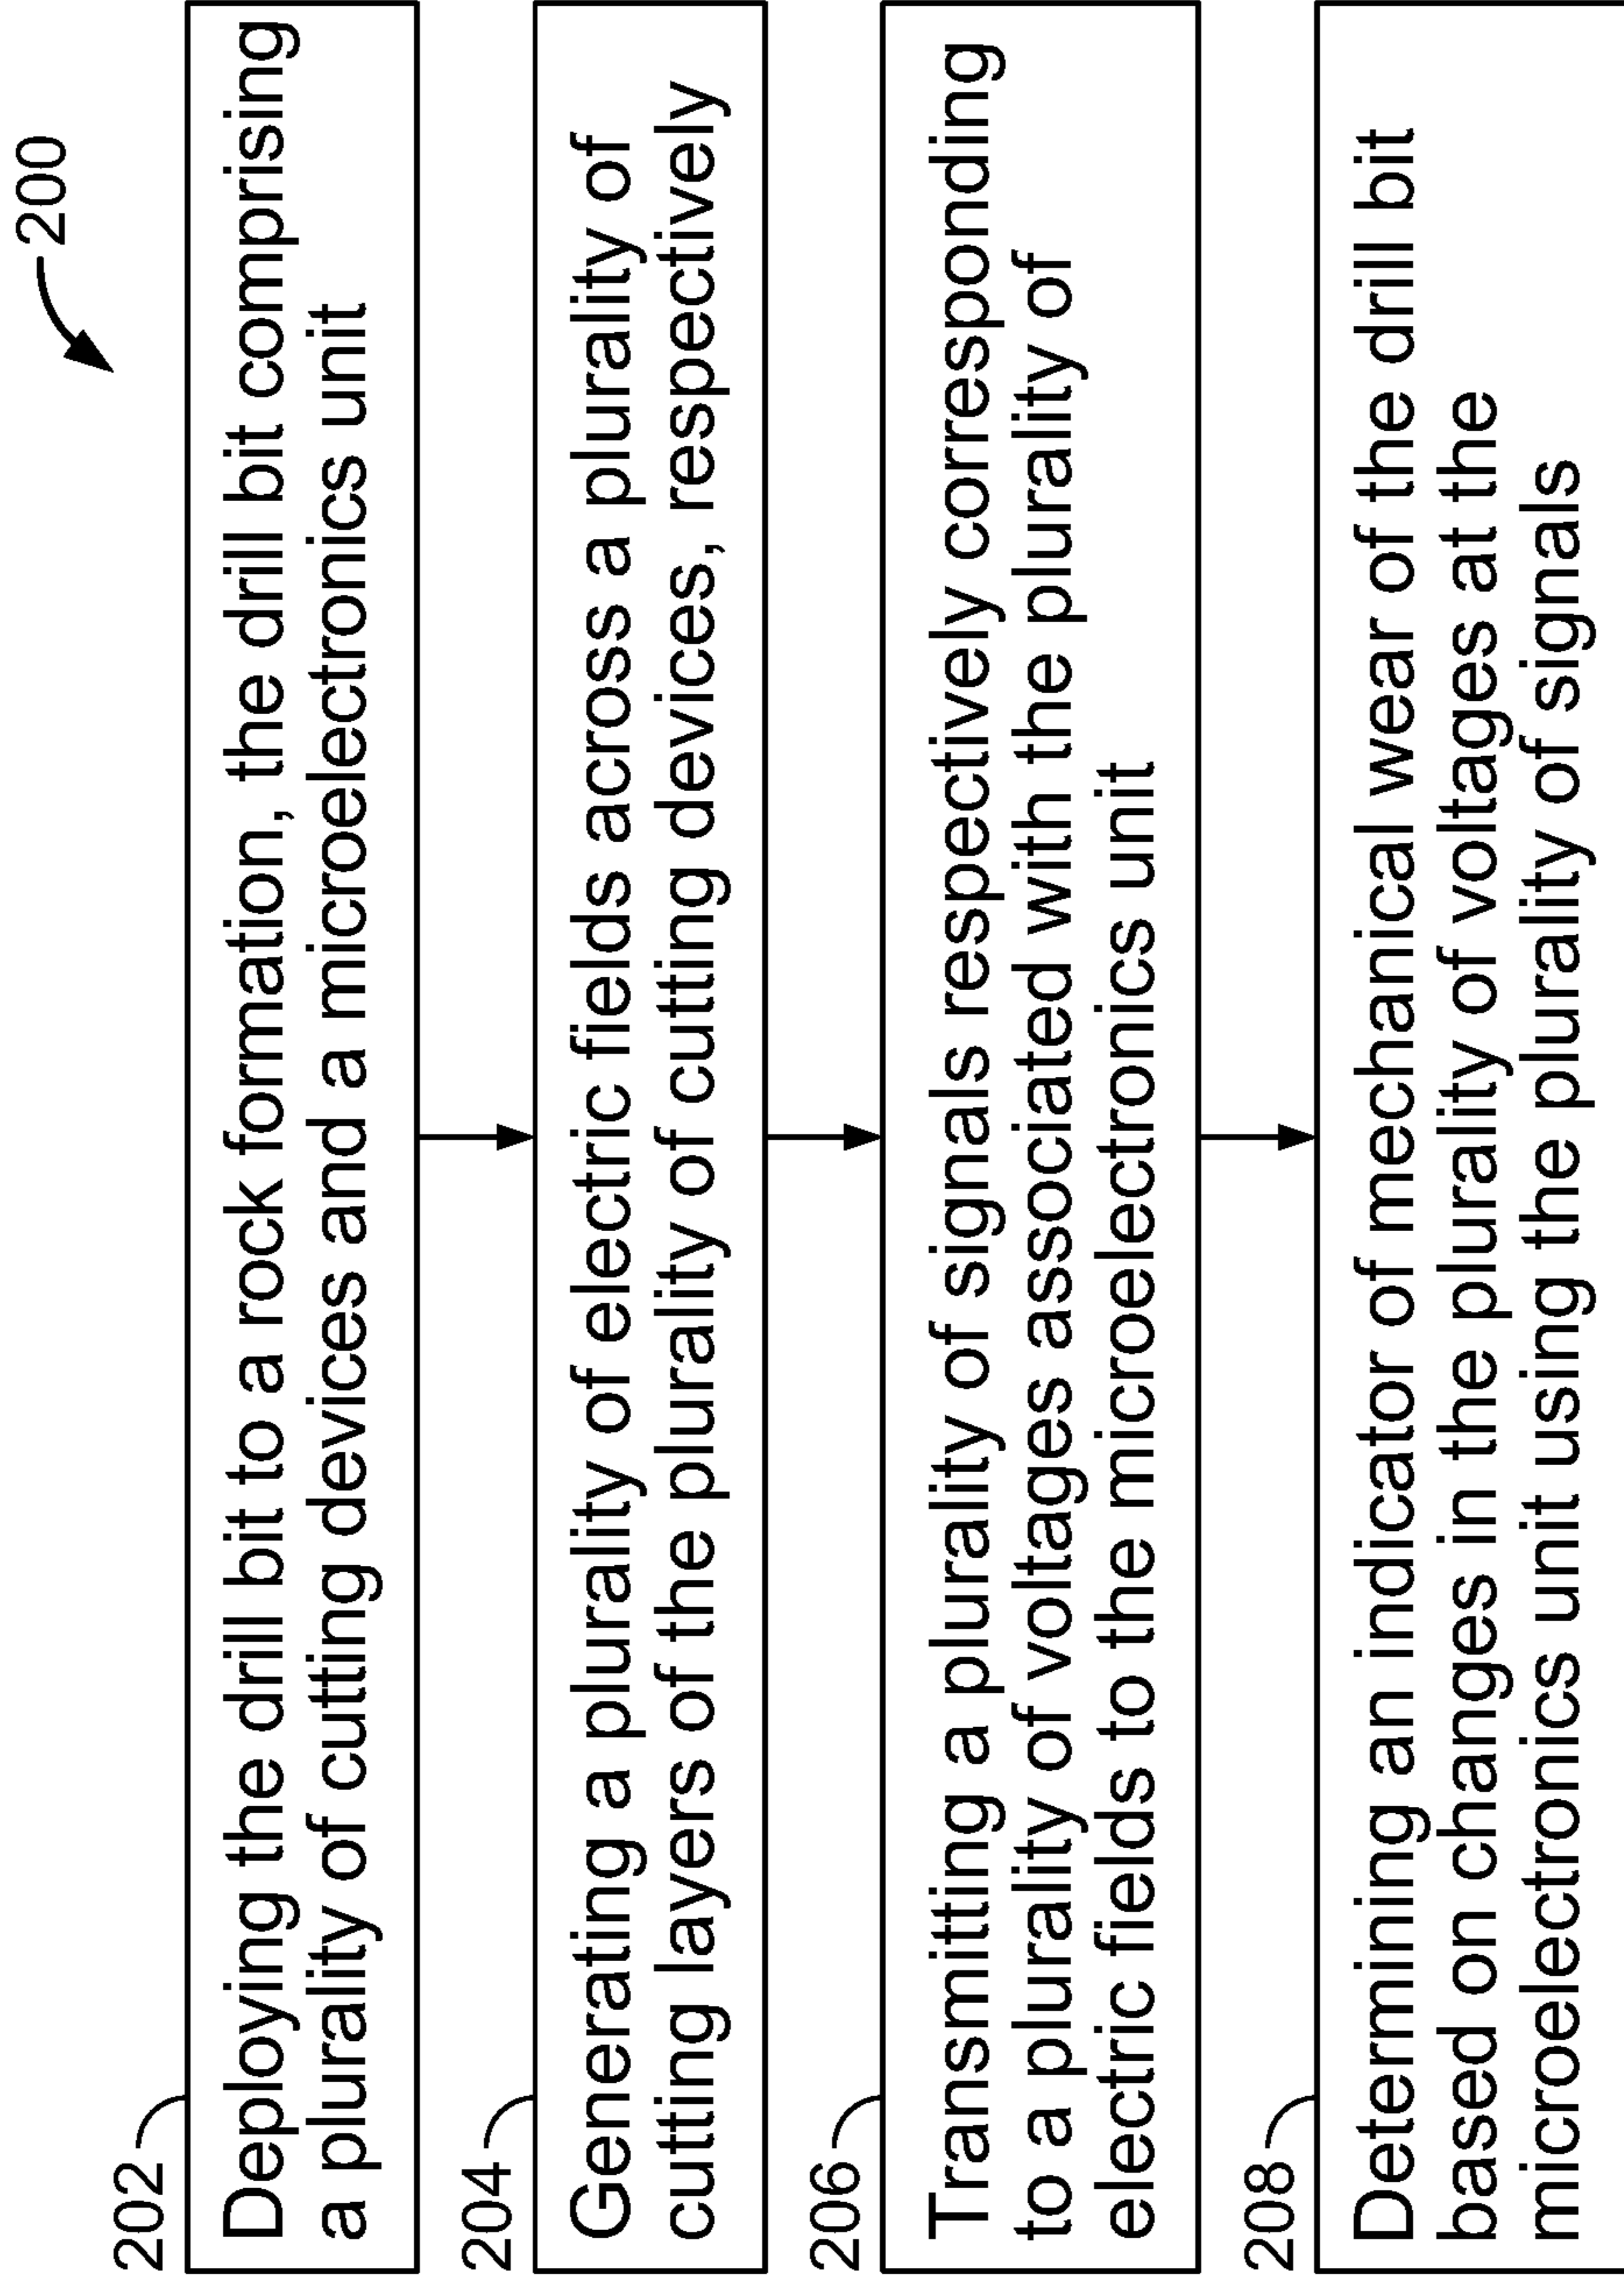 200
202
Deploying the drill bit to a rock formation, the drill bit comprising
a plurality of cutting devices and a microelectronics unit
204
Generating a plurality of electric fields across a plurality of
cutting layers of the plurality of cutting devices, respectively
206
Transmitting a plurality of signals respectively corresponding
to a plurality of voltages associated with the plurality of
electric fields to the microelectronics unit
208
Determining an indicator of mechanical wear of the drill bit
based on changes in the plurality of voltages at the
microelectronics unit using the plurality of signals